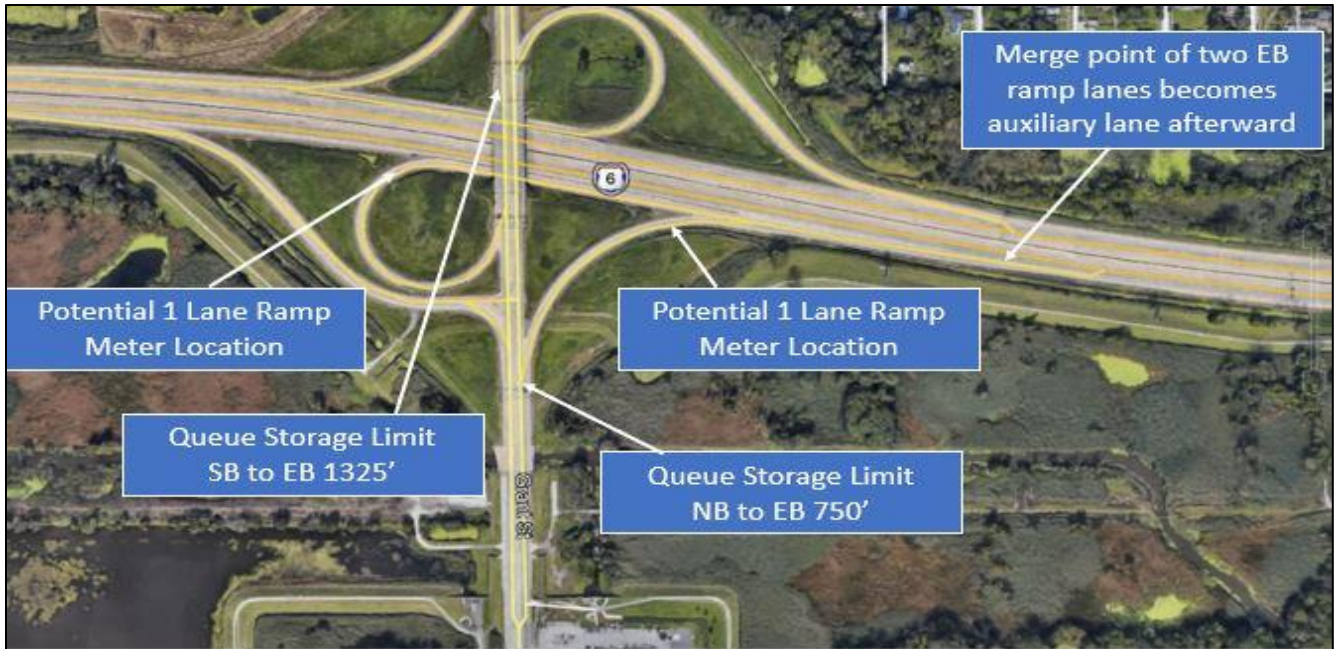 Merge point of two EB
ramp lanes becomes
auxiliary lane afterward
6
Potential 1 Lane Ramp
Meter Location
Potential 1 Lane Ramp
Meter Location
Queue Storage Limit
SB to EB 1325’
Queue Storage Limit
NB to EB 750’
Grant St